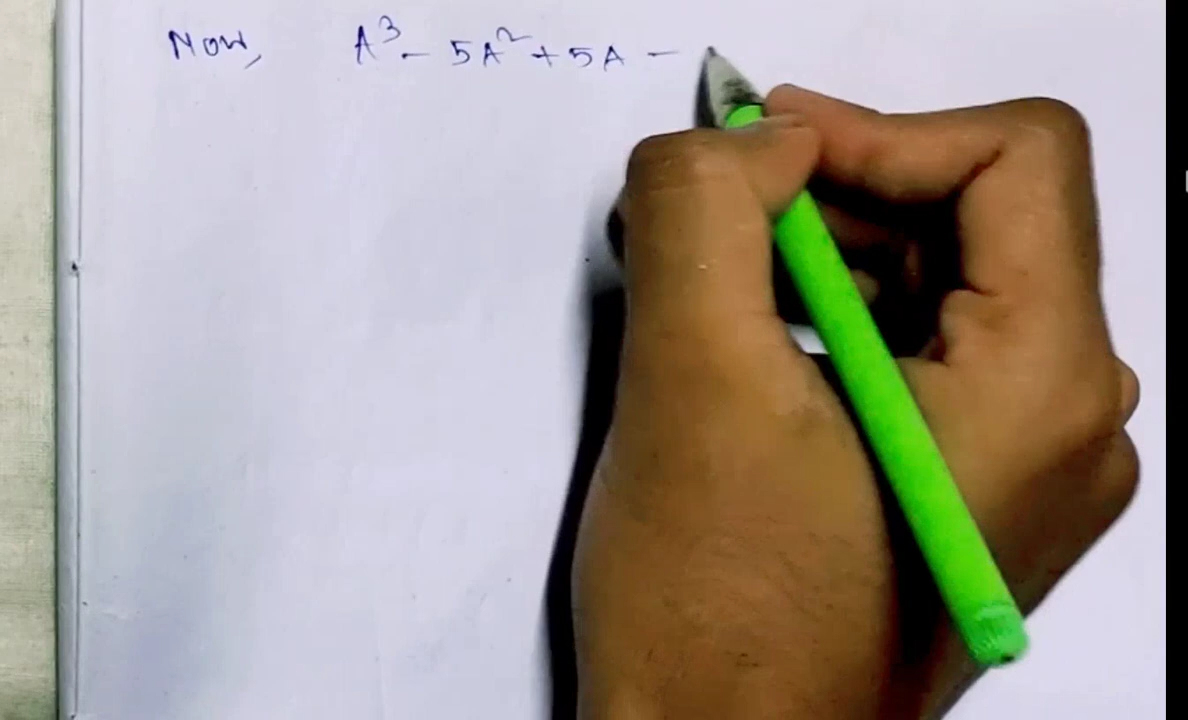 Now, A³ - 5A² + 5A -